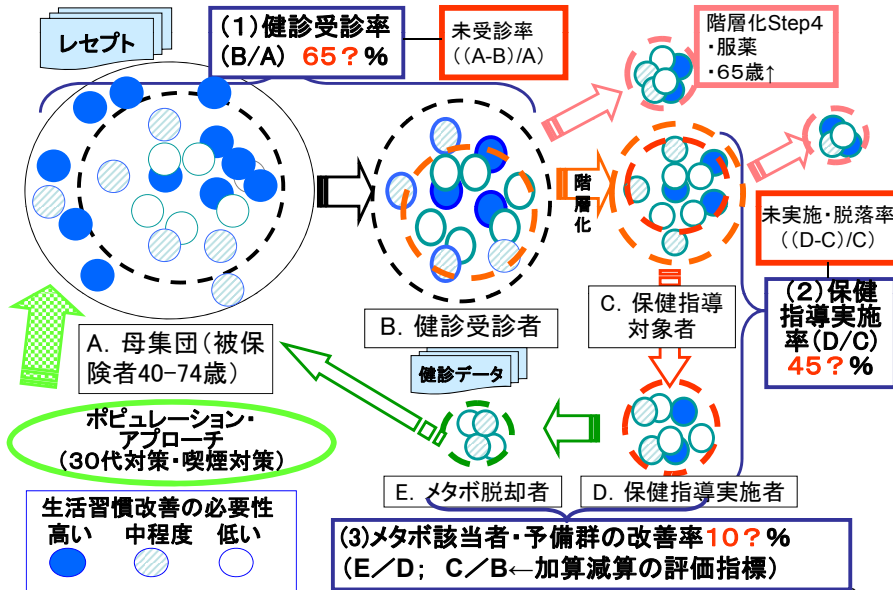 レセプト
(1)健診受診率
(B/A) 65?%
未受診率
((A-B)/A)
階層化Step4
・服薬
・65歳↑
階層化
未実施・脱落率
((D-C)/C)
A. 母集団(被保
険者40-74歳)
B. 健診受診者
C. 保健指導
対象者
(2)保健
指導実施
率(D/C)
45?%
健診データ
ポピュレーション・
アプローチ
(30代対策・喫煙対策)
E. メタボ脱却者
D. 保健指導実施者
生活習慣改善の必要性
高い 中程度 低い
(3)メタボ該当者・予備群の改善率10?%
(E/D; C/B←加算減算の評価指標)